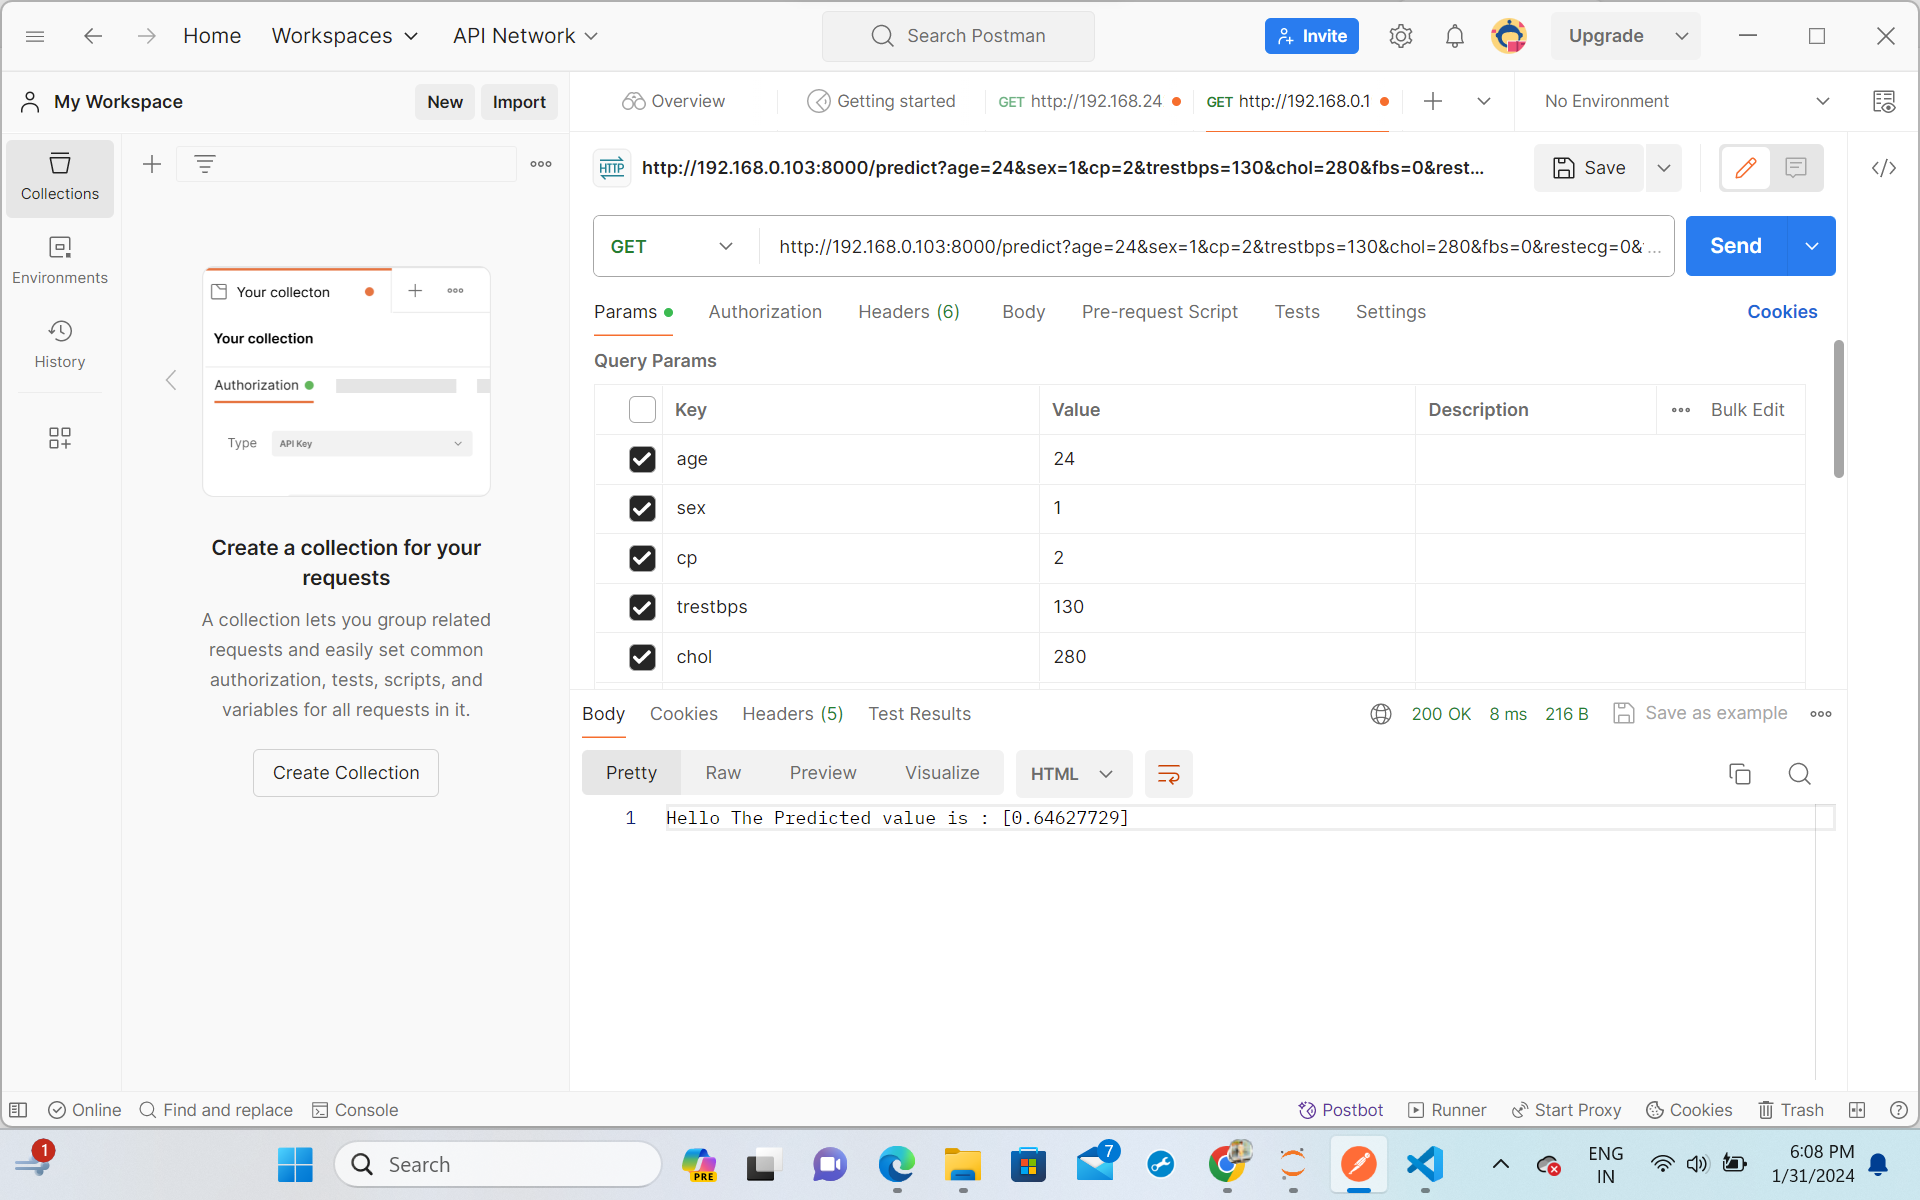 Home Workspaces API Network Search Postman Invite Upgrade
My Workspace New Import Overview Getting started GET http://192.168.24 GET http://192.168.0.1 No Environment
HTTP http://192.168.0.103:8000/predict?age=24&sex=1&cp=2&trestbps=130&chol=280&fbs=0&rest... Save
Collections
Environments
History
GET http://192.168.0.103:8000/predict?age=24&sex=1&cp=2&trestbps=130&chol=280&fbs=0&restecg=0& ... Send
Your collecton
Your collection
Authorization
Type API Key
Create a collection for your
requests
A collection lets you group related
requests and easily set common
authorization, tests, scripts, and
variables for all requests in it.
Create Collection
Params Authorization Headers (6) Body Pre-request Script Tests Settings Cookies
Query Params
Key Value Description Bulk Edit
age 24
sex 1
cp 2
trestbps 130
chol 280
Body Cookies Headers (5) Test Results 200 OK 8 ms 216 B Save as example
Pretty Raw Preview Visualize HTML
1 Hello The Predicted value is : [0.64627729]
Online Find and replace Console Postbot Runner Start Proxy Cookies Trash
1 Search PRE 7 ENG
IN
6:08 PM
1/31/2024